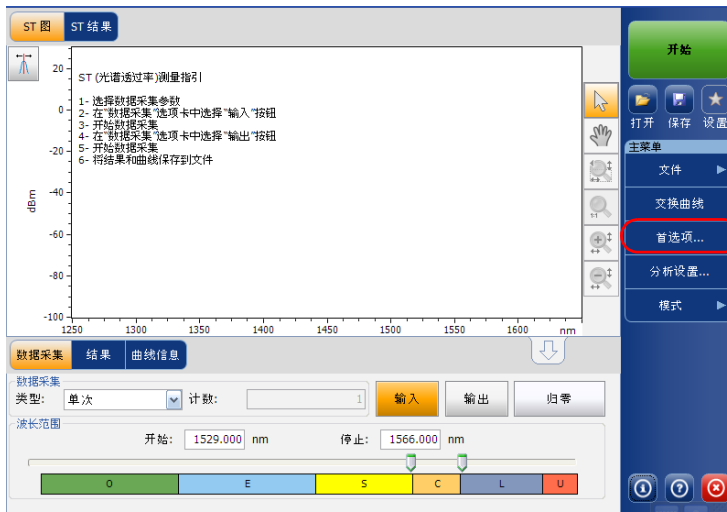 ST 图 ST 结果
ST (光谱透过率)测量指引
1- 选择数据采集参数
2- 在"数据采集"选项卡中选择"输入"按钮
3- 开始数据采集
4- 在"数据采集"选项卡中选择"输出"按钮
5- 开始数据采集
6- 将结果和曲线保存到文件
dBm
20
0
-20
-40
-60
-80
-100
1250 1300 1350 1400 1450 1500 1550 1600 nm
1:1
数据采集 结果 曲线信息
数据采集
类型: 单次 计数: 1 输入 输出 归零
波长范围
开始: 1529.000 nm 停止: 1566.000 nm
O E S C L U
开始
打开 保存 设置
主菜单
文件
交换曲线
首选项...
分析设置...
模式